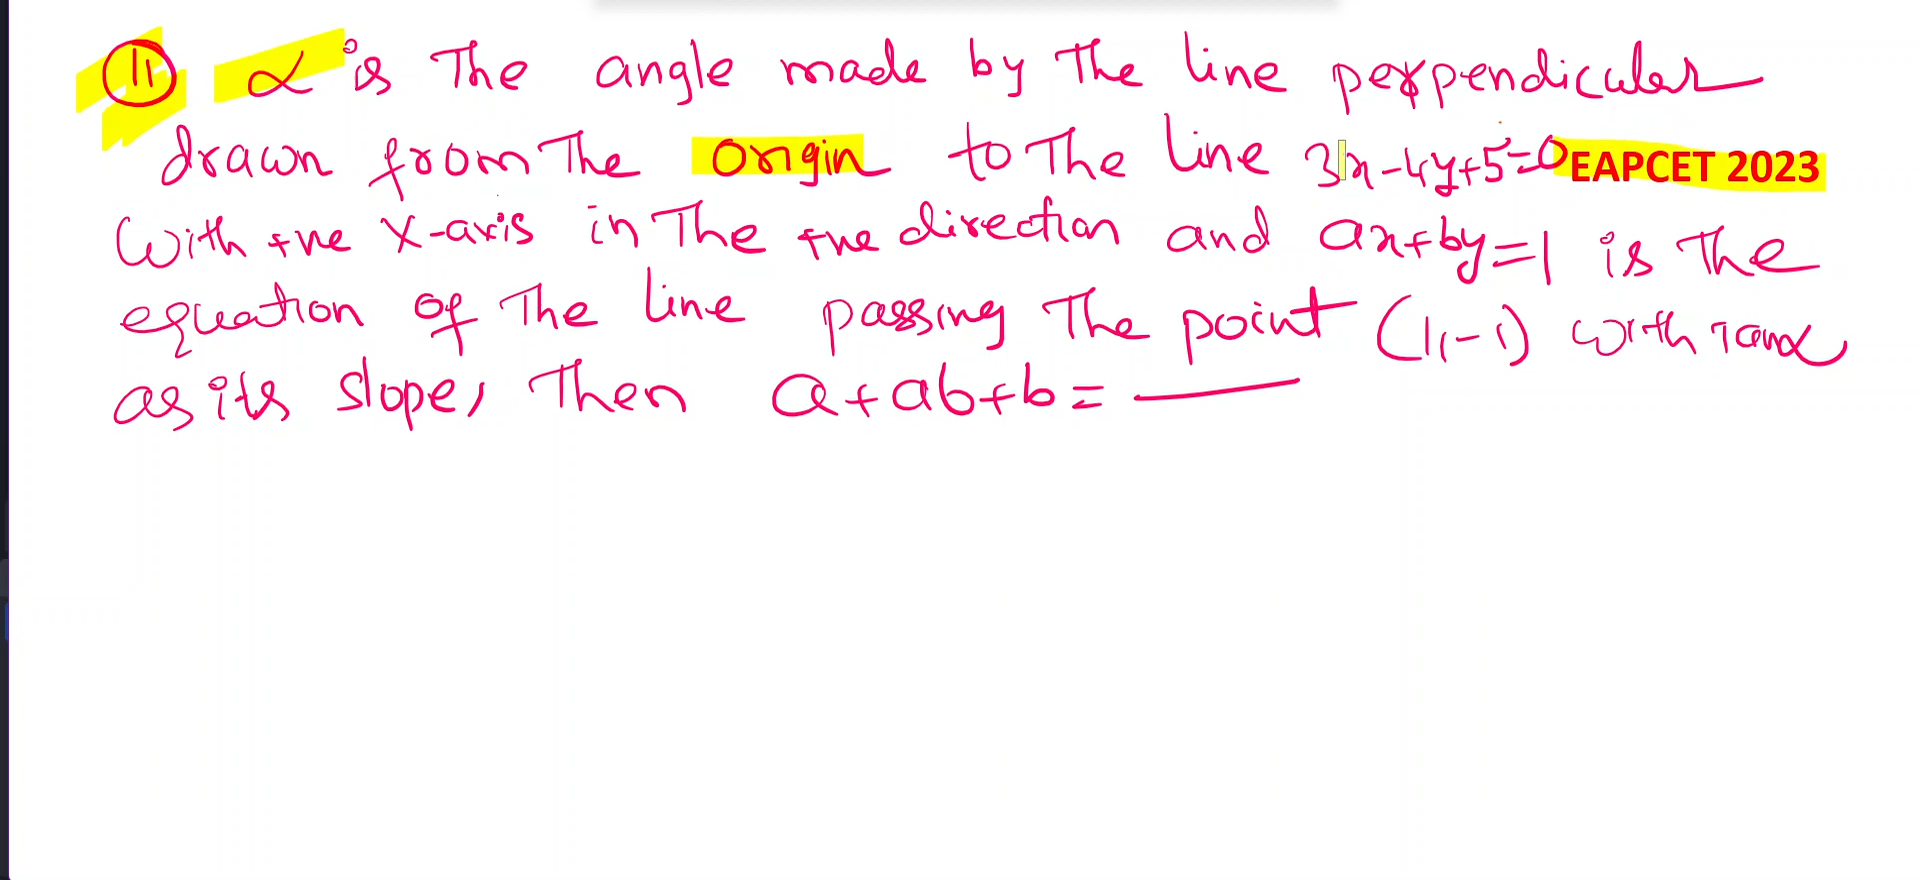 11 α is The angle made by The line perpendicular
drawn from The origin to The line 3x-4y+5=0 EAPCET 2023
with +ve X-axis in The +ve direction and ax+by=1 is The
equation of The line passing The point (1,-1) with Tanα
as its slope, Then a+ab+b=